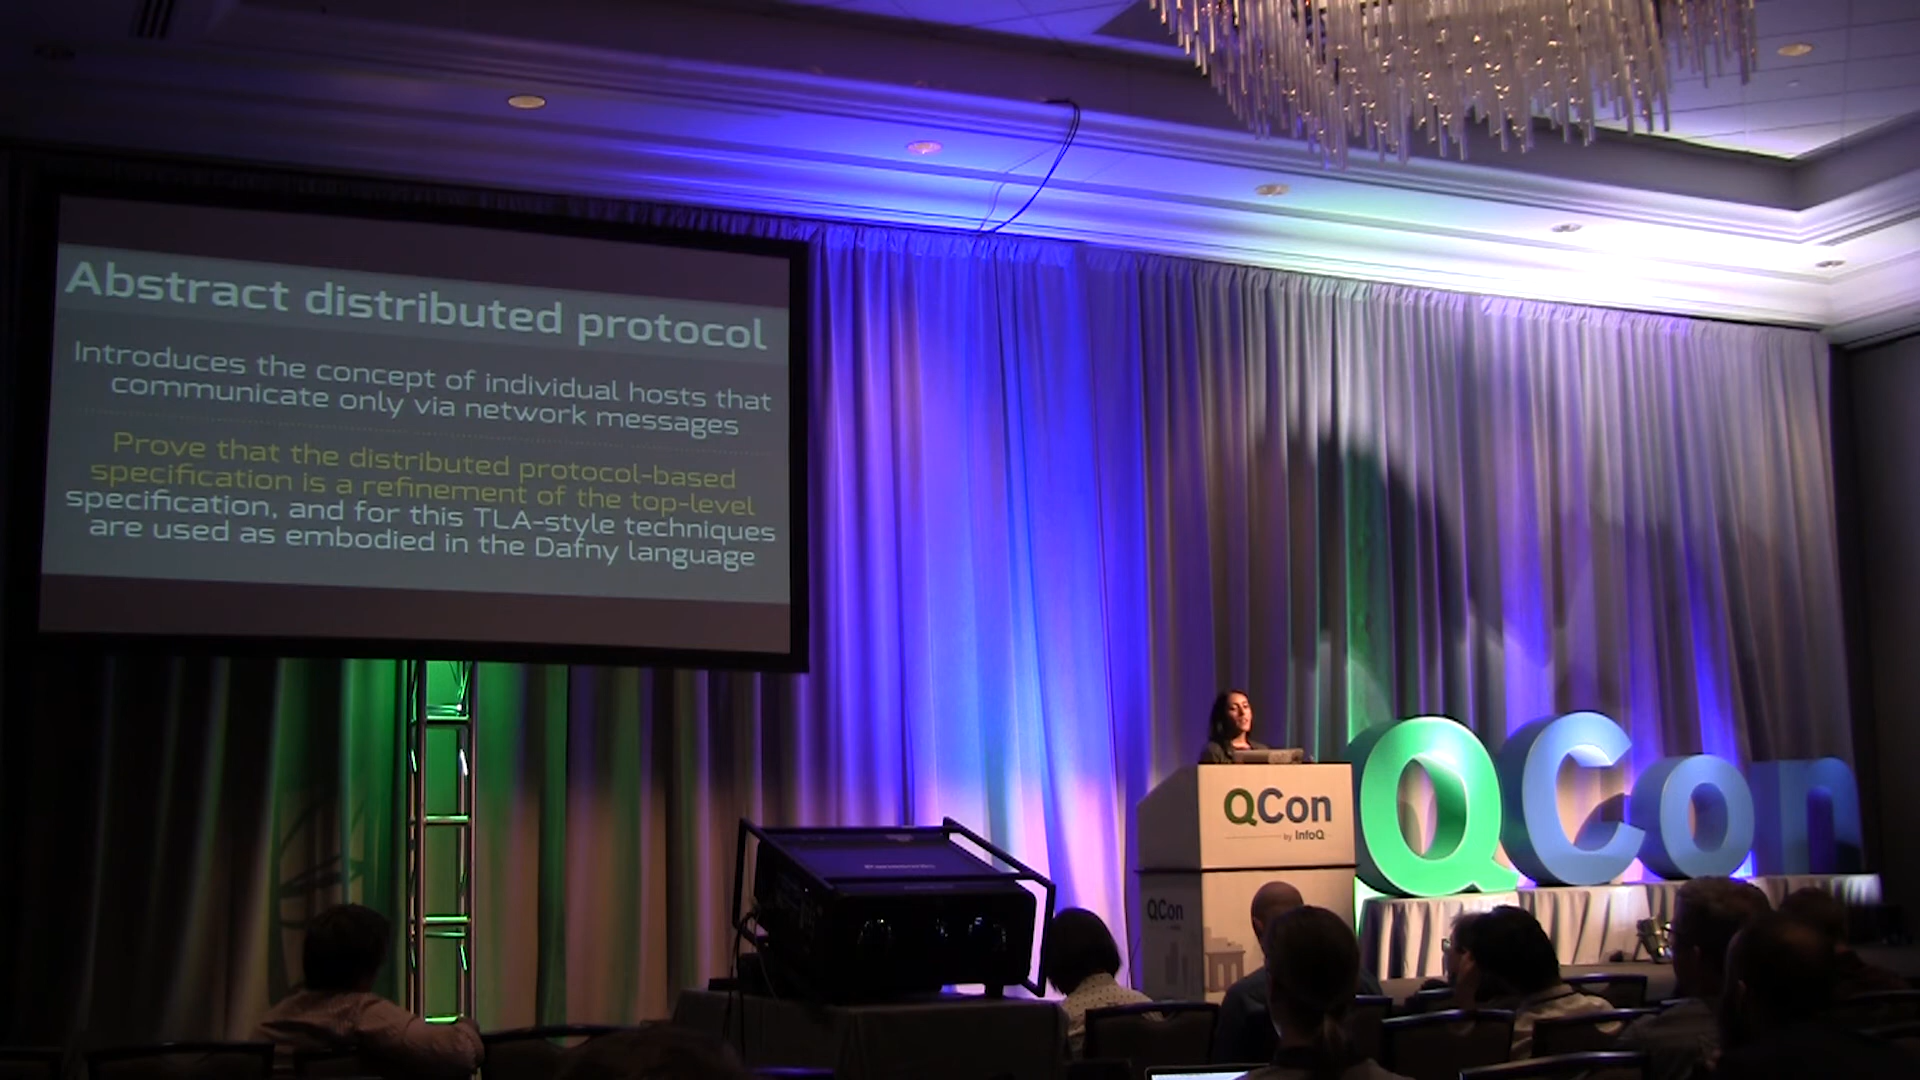 Abstract distributed protocol
Introduces the concept of individual hosts that
communicate only via network messages
Prove that the distributed protocol-based
specification is a refinement of the top-level
specification, and for this TLA-style techniques
are used as embodied in the Dafny language
QCon
by InfoQ
QCon
QCon